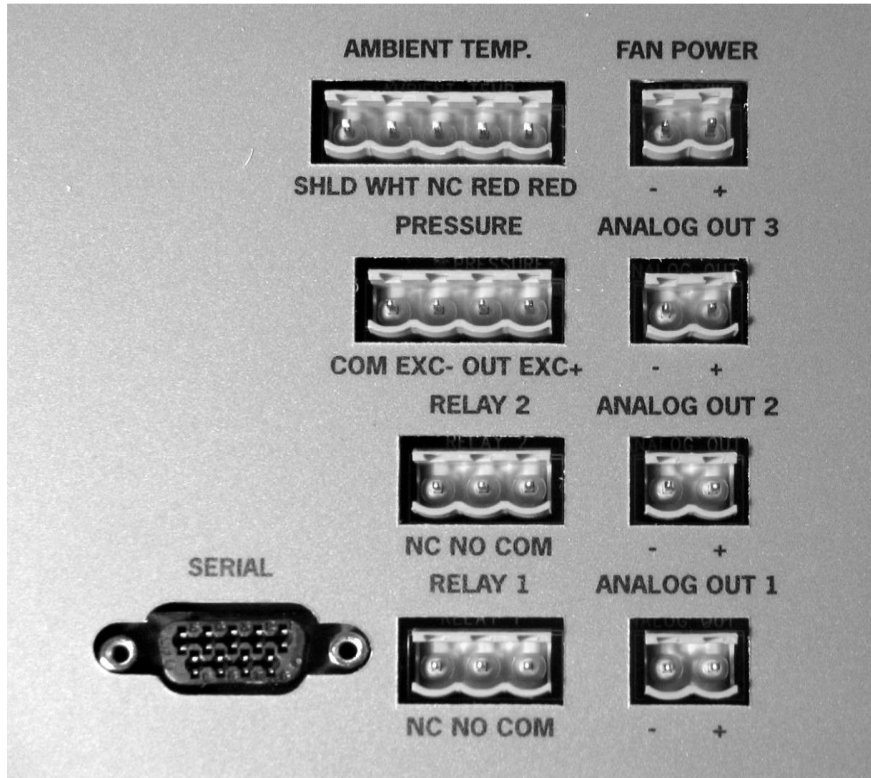 AMBIENT TEMP.
FAN POWER
SHLD WHT NC RED RED
- +
PRESSURE
ANALOG OUT 3
COM EXC- OUT EXC+
- +
RELAY 2
ANALOG OUT 2
NC NO COM
- +
SERIAL
RELAY 1
ANALOG OUT 1
NC NO COM
- +